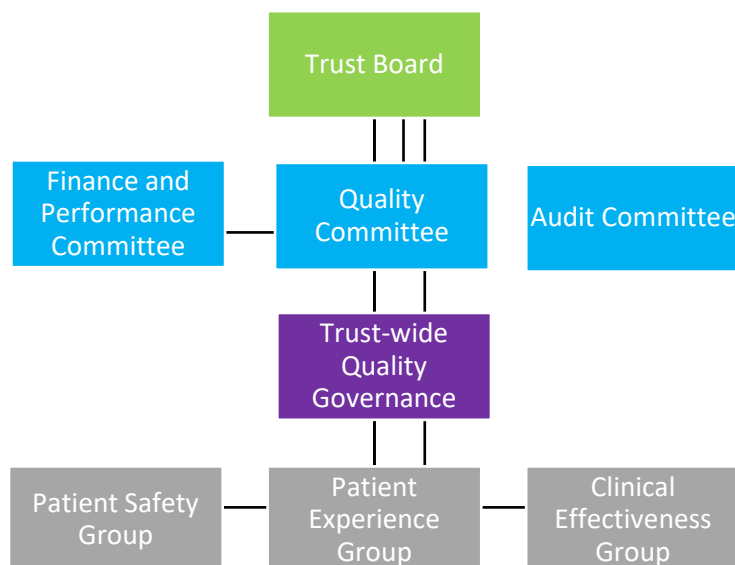 Trust Board
Finance and
Performance
Committee
Quality
Committee
Audit Committee
Trust-wide
Quality
Governance
Patient Safety
Group
Patient
Experience
Group
Clinical
Effectiveness
Group